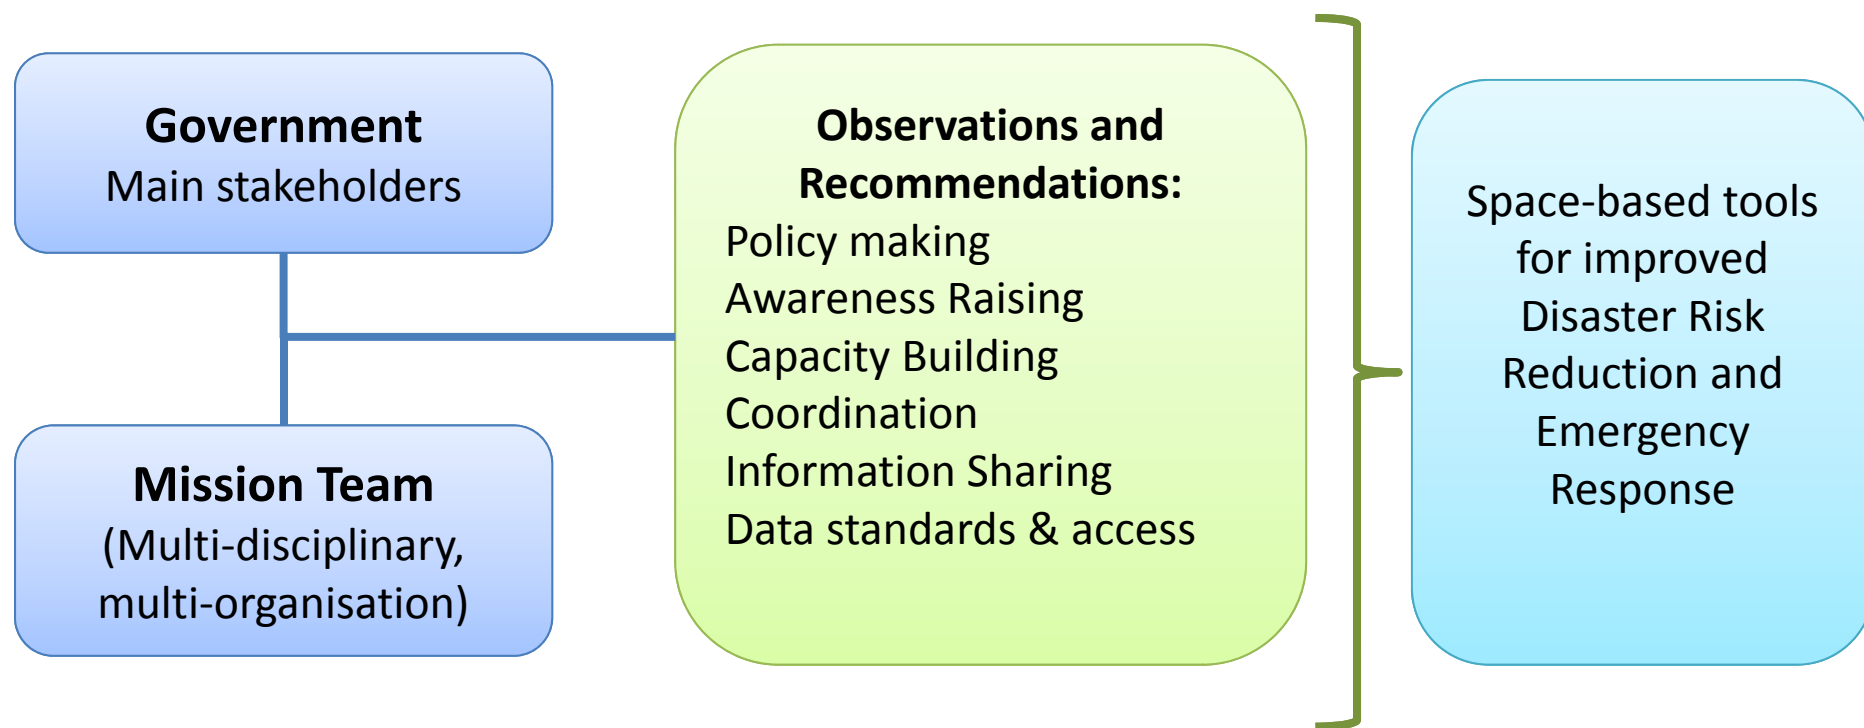 Government
Main stakeholders
Mission Team
(Multi-disciplinary,
multi-organisation)
Observations and
Recommendations:
Policy making
Awareness Raising
Capacity Building
Coordination
Information Sharing
Data standards & access
Space-based tools
for improved
Disaster Risk
Reduction and
Emergency
Response